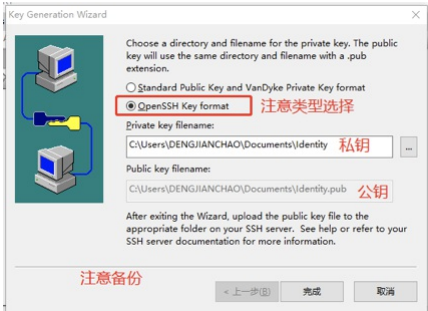 Key Generation Wizard
Choose a directory and filename for the private key. The public
key will use the same directory and filename with a .pub
extension.
Standard Public Key and VanDyke Private Key format
OpenSSH Key format 注意类型选择
Private key filename:
C:\Users\DENGJIANCHAO\Documents\Identity 私钥
...
Public key filename:
C:\Users\DENGJIANCHAO\Documents\Identity.pub 公钥
After exiting the Wizard, upload the public key file to the
appropriate folder on your SSH server. See help or refer to your
SSH server documentation for more information.
注意备份
< 上一步(B) 完成 取消